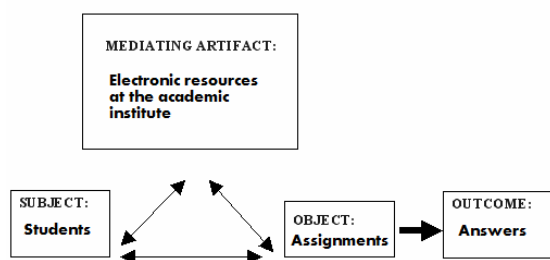 MEDIATING ARTIFACT:
Electronic resources
at the academic
institute
SUBJECT:
Students
OBJECT:
Assignments
OUTCOME:
Answers